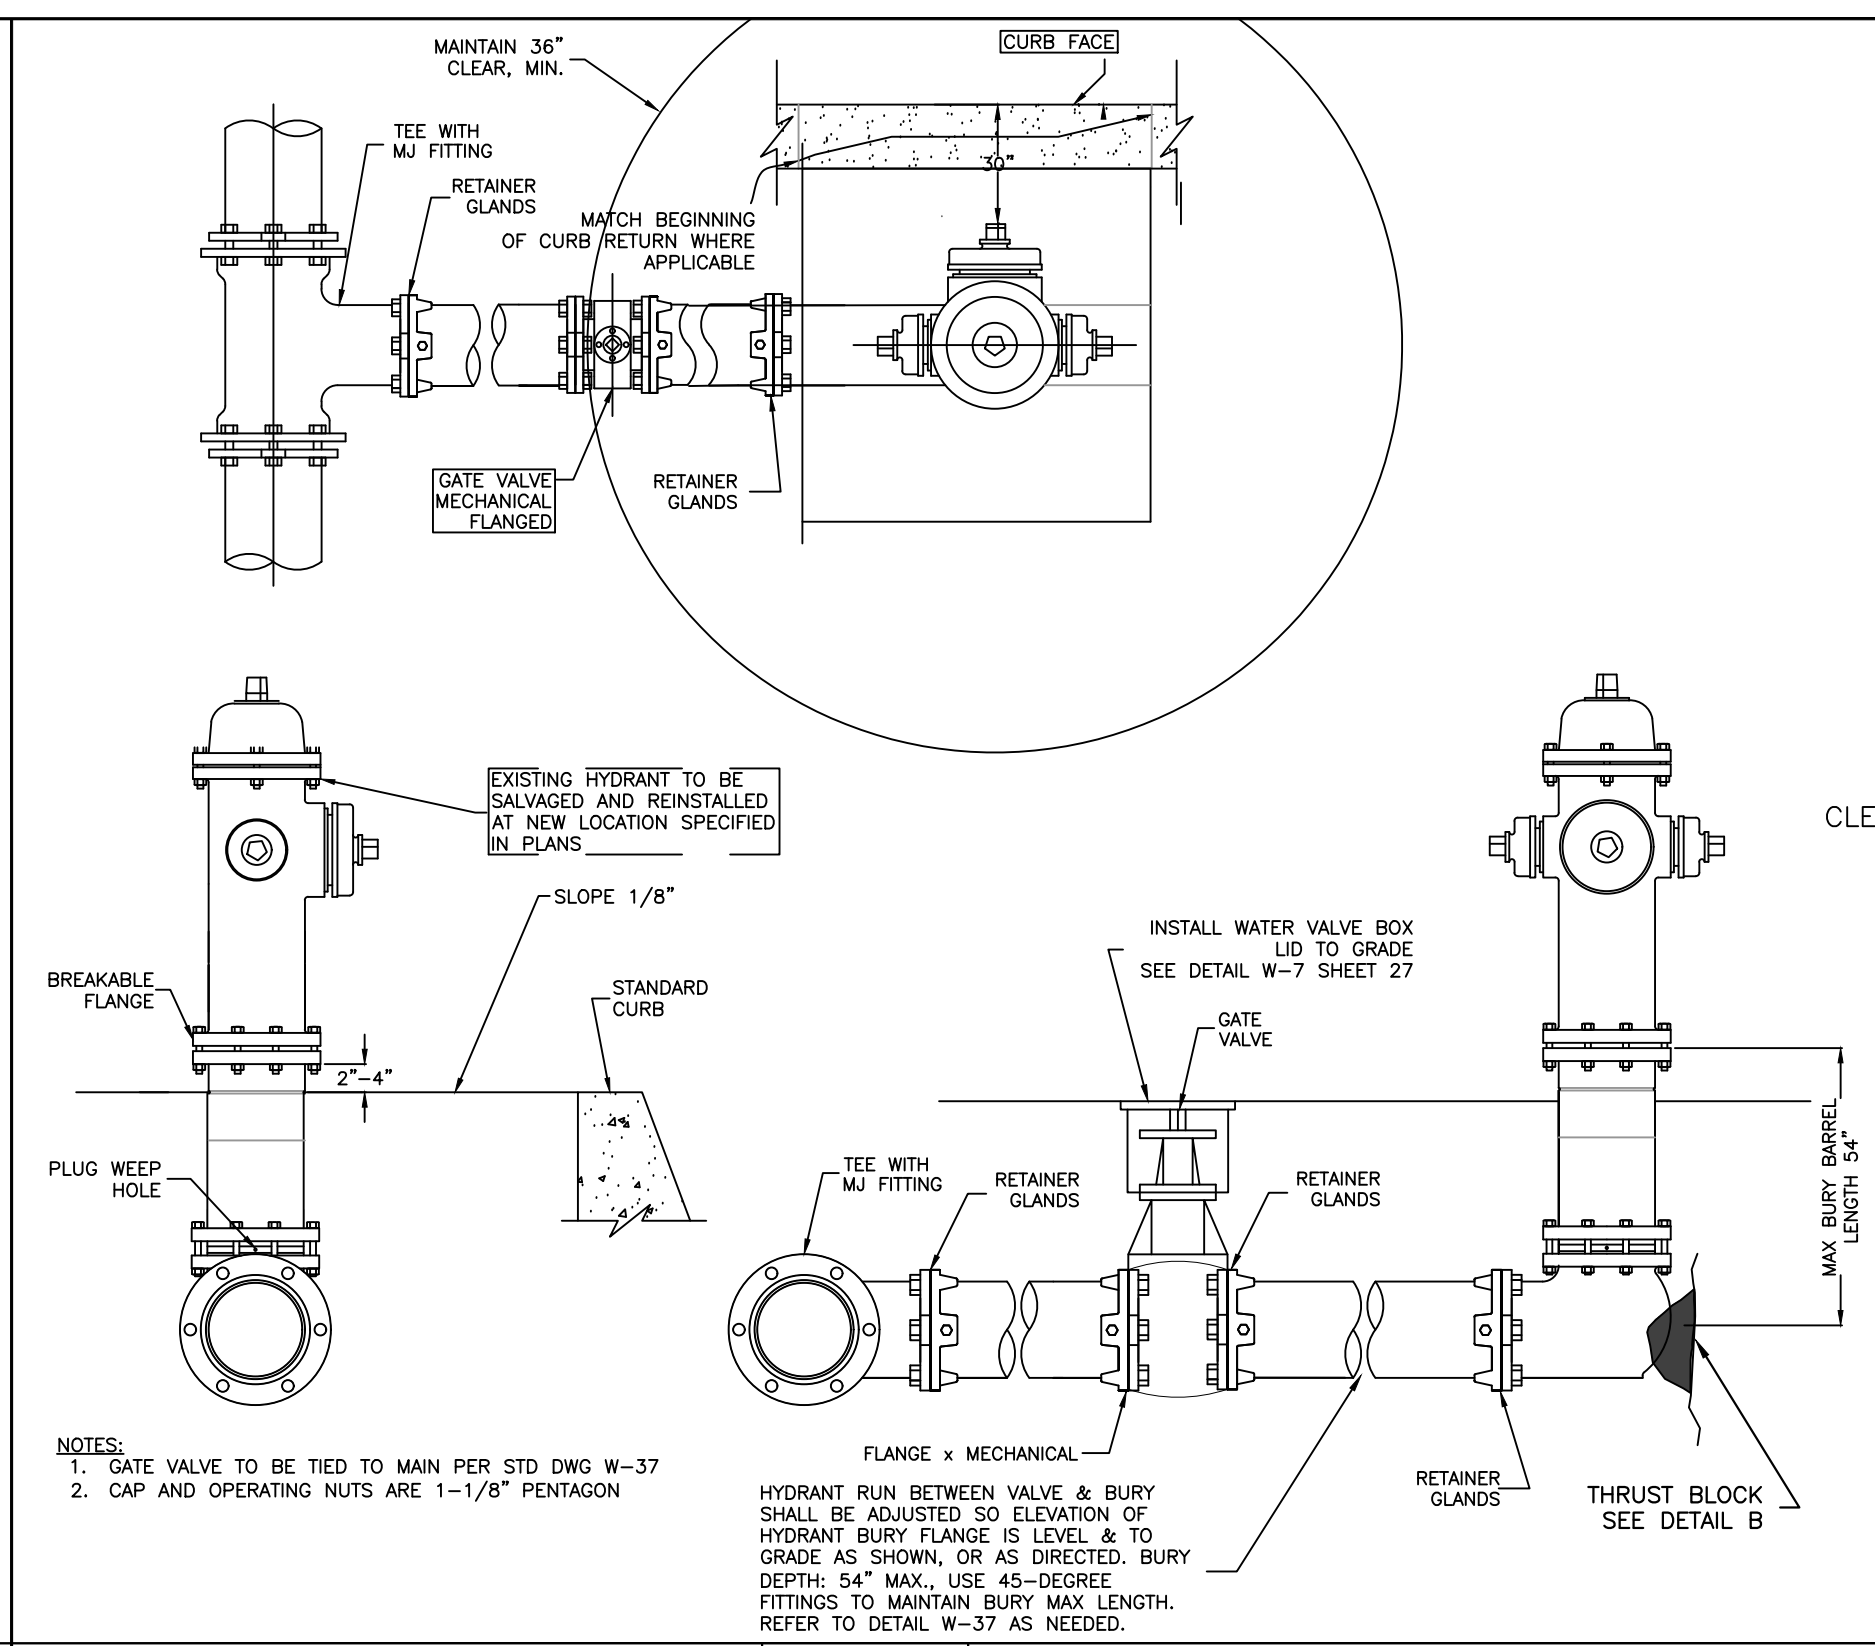 MAINTAIN 36"
CLEAR, MIN.
CURB FACE
TEE WITH
MJ FITTING
RETAINER
GLANDS
30"
MATCH BEGINNING
OF CURB RETURN WHERE
APPLICABLE
GATE VALVE
MECHANICAL
FLANGED
RETAINER
GLANDS
EXISTING HYDRANT TO BE
SALVAGED AND REINSTALLED
AT NEW LOCATION SPECIFIED
IN PLANS
CLE
SLOPE 1/8"
INSTALL WATER VALVE BOX
LID TO GRADE
SEE DETAIL W-7 SHEET 27
BREAKABLE
FLANGE
STANDARD
CURB
GATE
VALVE
2"-4"
MAX BURY BARREL
LENGTH 54"
PLUG WEEP
HOLE
TEE WITH
MJ FITTING
RETAINER
GLANDS
RETAINER
GLANDS
NOTES:
1. GATE VALVE TO BE TIED TO MAIN PER STD DWG W-37
2. CAP AND OPERATING NUTS ARE 1-1/8" PENTAGON
FLANGE x MECHANICAL
HYDRANT RUN BETWEEN VALVE & BURY
SHALL BE ADJUSTED SO ELEVATION OF
HYDRANT BURY FLANGE IS LEVEL & TO
GRADE AS SHOWN, OR AS DIRECTED. BURY
DEPTH: 54" MAX., USE 45-DEGREE
FITTINGS TO MAINTAIN BURY MAX LENGTH.
REFER TO DETAIL W-37 AS NEEDED.
RETAINER
GLANDS
THRUST BLOCK
SEE DETAIL B